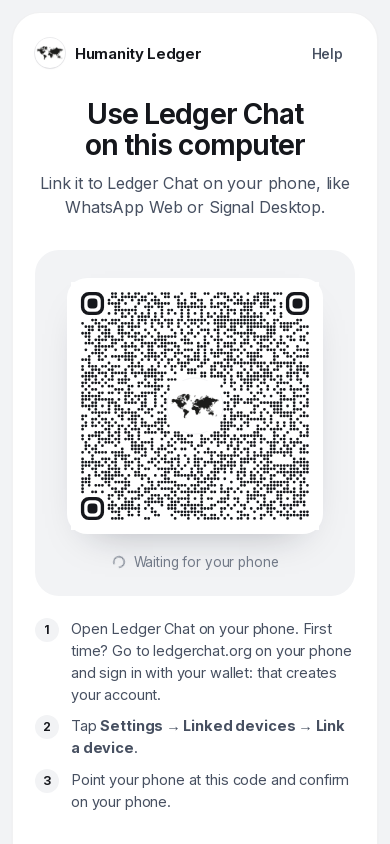 Humanity Ledger
Help
Use Ledger Chat
on this computer
Link it to Ledger Chat on your phone, like
WhatsApp Web or Signal Desktop.
Waiting for your phone
1 Open Ledger Chat on your phone. First
time? Go to ledgerchat.org on your phone
and sign in with your wallet: that creates
your account.
2 Tap Settings → Linked devices → Link
a device.
3 Point your phone at this code and confirm
on your phone.